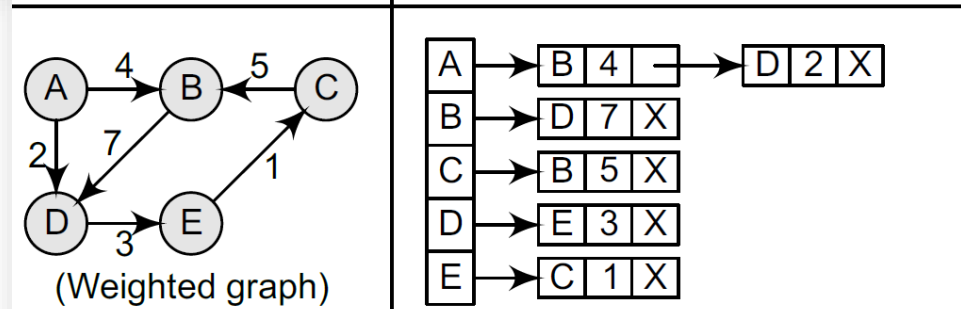 4 5
A B C
2 7 1
D E
3
(Weighted graph)
A B 4 D 2 X
B D 7 X
C B 5 X
D E 3 X
E C 1 X